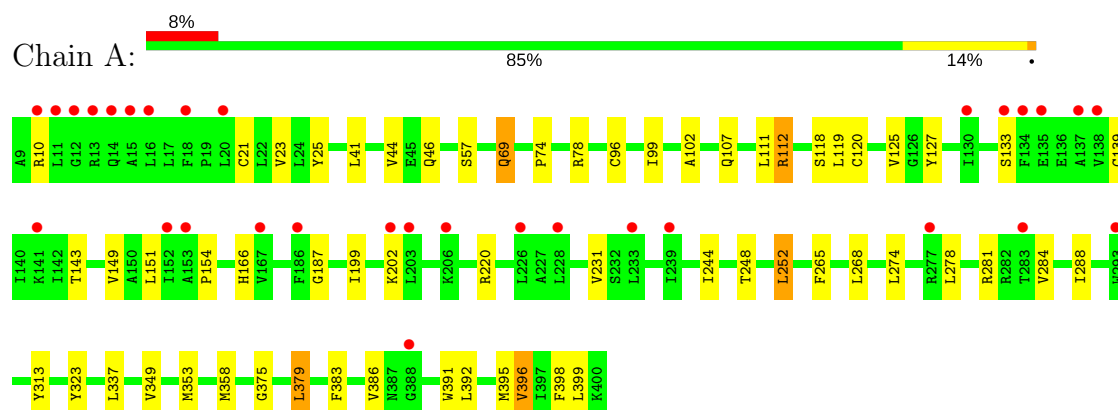 8%
Chain A:
85% 14% •
A9 R10 L11 G12 R13 Q14 A15 L16 L17 F18 P19 L20 C21 L22 V23 L24 Y25 L41 V44 E45 Q46 S57 Q69 P74 R78 C96 I99 A102 Q107 L111 R112 S118 L119 C120 V125 G126 Y127 I130 S133 F134 E135 E136 A137 V138
I140 K141 I142 T143 V149 A150 L151 I152 A153 P154 H166 V167 F186 G187 I199 K202 L203 K206 R220 L226 A227 L228 V231 S232 L233 I239 I244 T248 L252 F265 L268 L274 R277 L278 R281 R282 T283 V284 I288
Y313 Y323 L337 V349 M353 M358 G375 L379 F383 V386 N387 G388 W391 L392 M395 V396 I397 F398 L399 K400